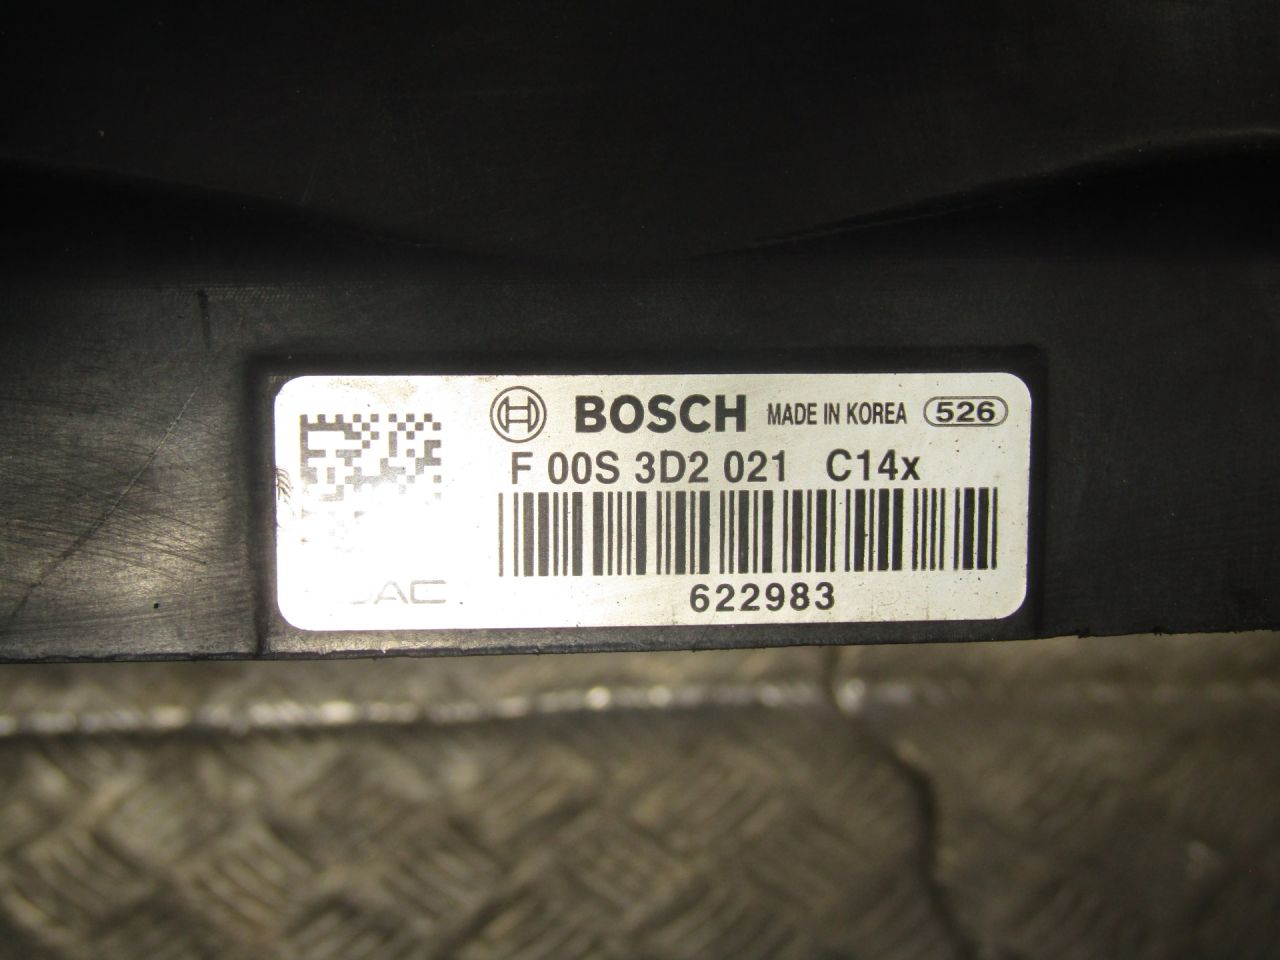 BOSCH MADE IN KOREA 526
F 00S 3D2 021 C14x
622983